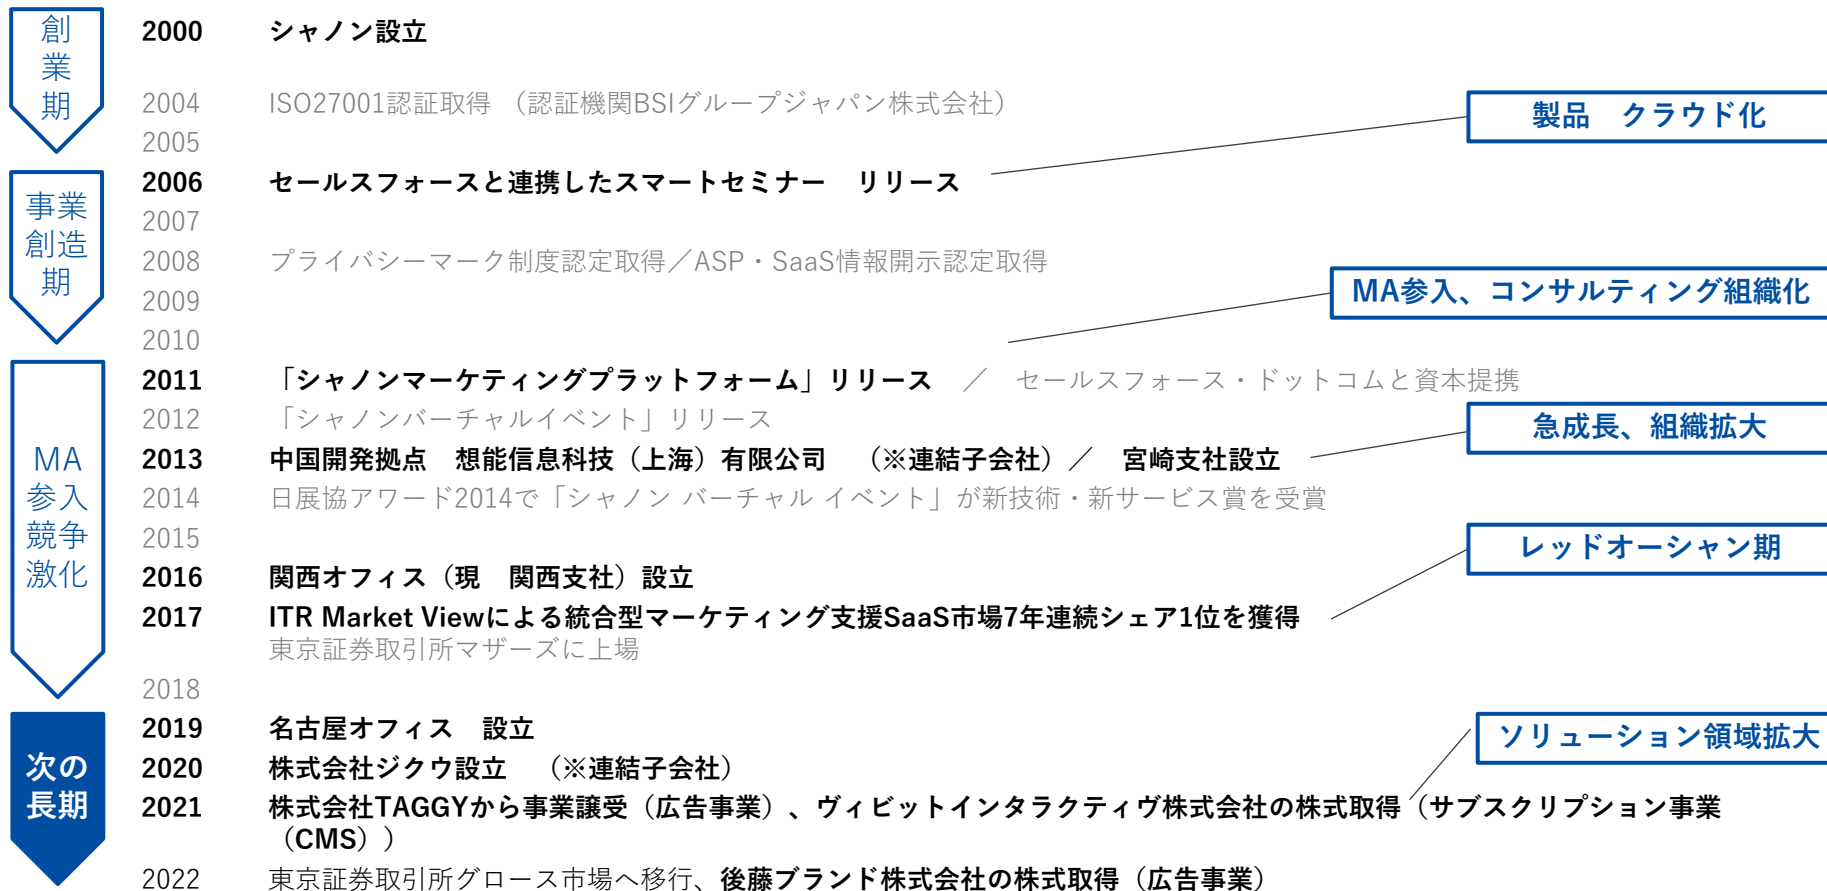 創業期
2000 シャノン設立
2004 ISO27001認証取得 （認証機関BSIグループジャパン株式会社）
製品　クラウド化
2005
事業創造期
2006 セールスフォースと連携したスマートセミナー　リリース
2007
2008 プライバシーマーク制度認定取得／ASP・SaaS情報開示認定取得
MA参入、コンサルティング組織化
2009
2010
MA参入競争激化
2011 「シャノンマーケティングプラットフォーム」リリース　／　セールスフォース・ドットコムと資本提携
2012 「シャノンバーチャルイベント」リリース
急成長、組織拡大
2013 中国開発拠点　想能信息科技（上海）有限公司　（※連結子会社）／　宮崎支社設立
2014 日展協アワード2014で「シャノン バーチャル イベント」が新技術・新サービス賞を受賞
2015
レッドオーシャン期
2016 関西オフィス（現　関西支社）設立
2017 ITR Market Viewによる統合型マーケティング支援SaaS市場7年連続シェア1位を獲得
東京証券取引所マザーズに上場
2018
次の長期
2019 名古屋オフィス　設立
ソリューション領域拡大
2020 株式会社ジクウ設立　（※連結子会社）
2021 株式会社TAGGYから事業譲受（広告事業）、ヴィビットインタラクティヴ株式会社の株式取得（サブスクリプション事業
（CMS））
2022 東京証券取引所グロース市場へ移行、後藤ブランド株式会社の株式取得（広告事業）